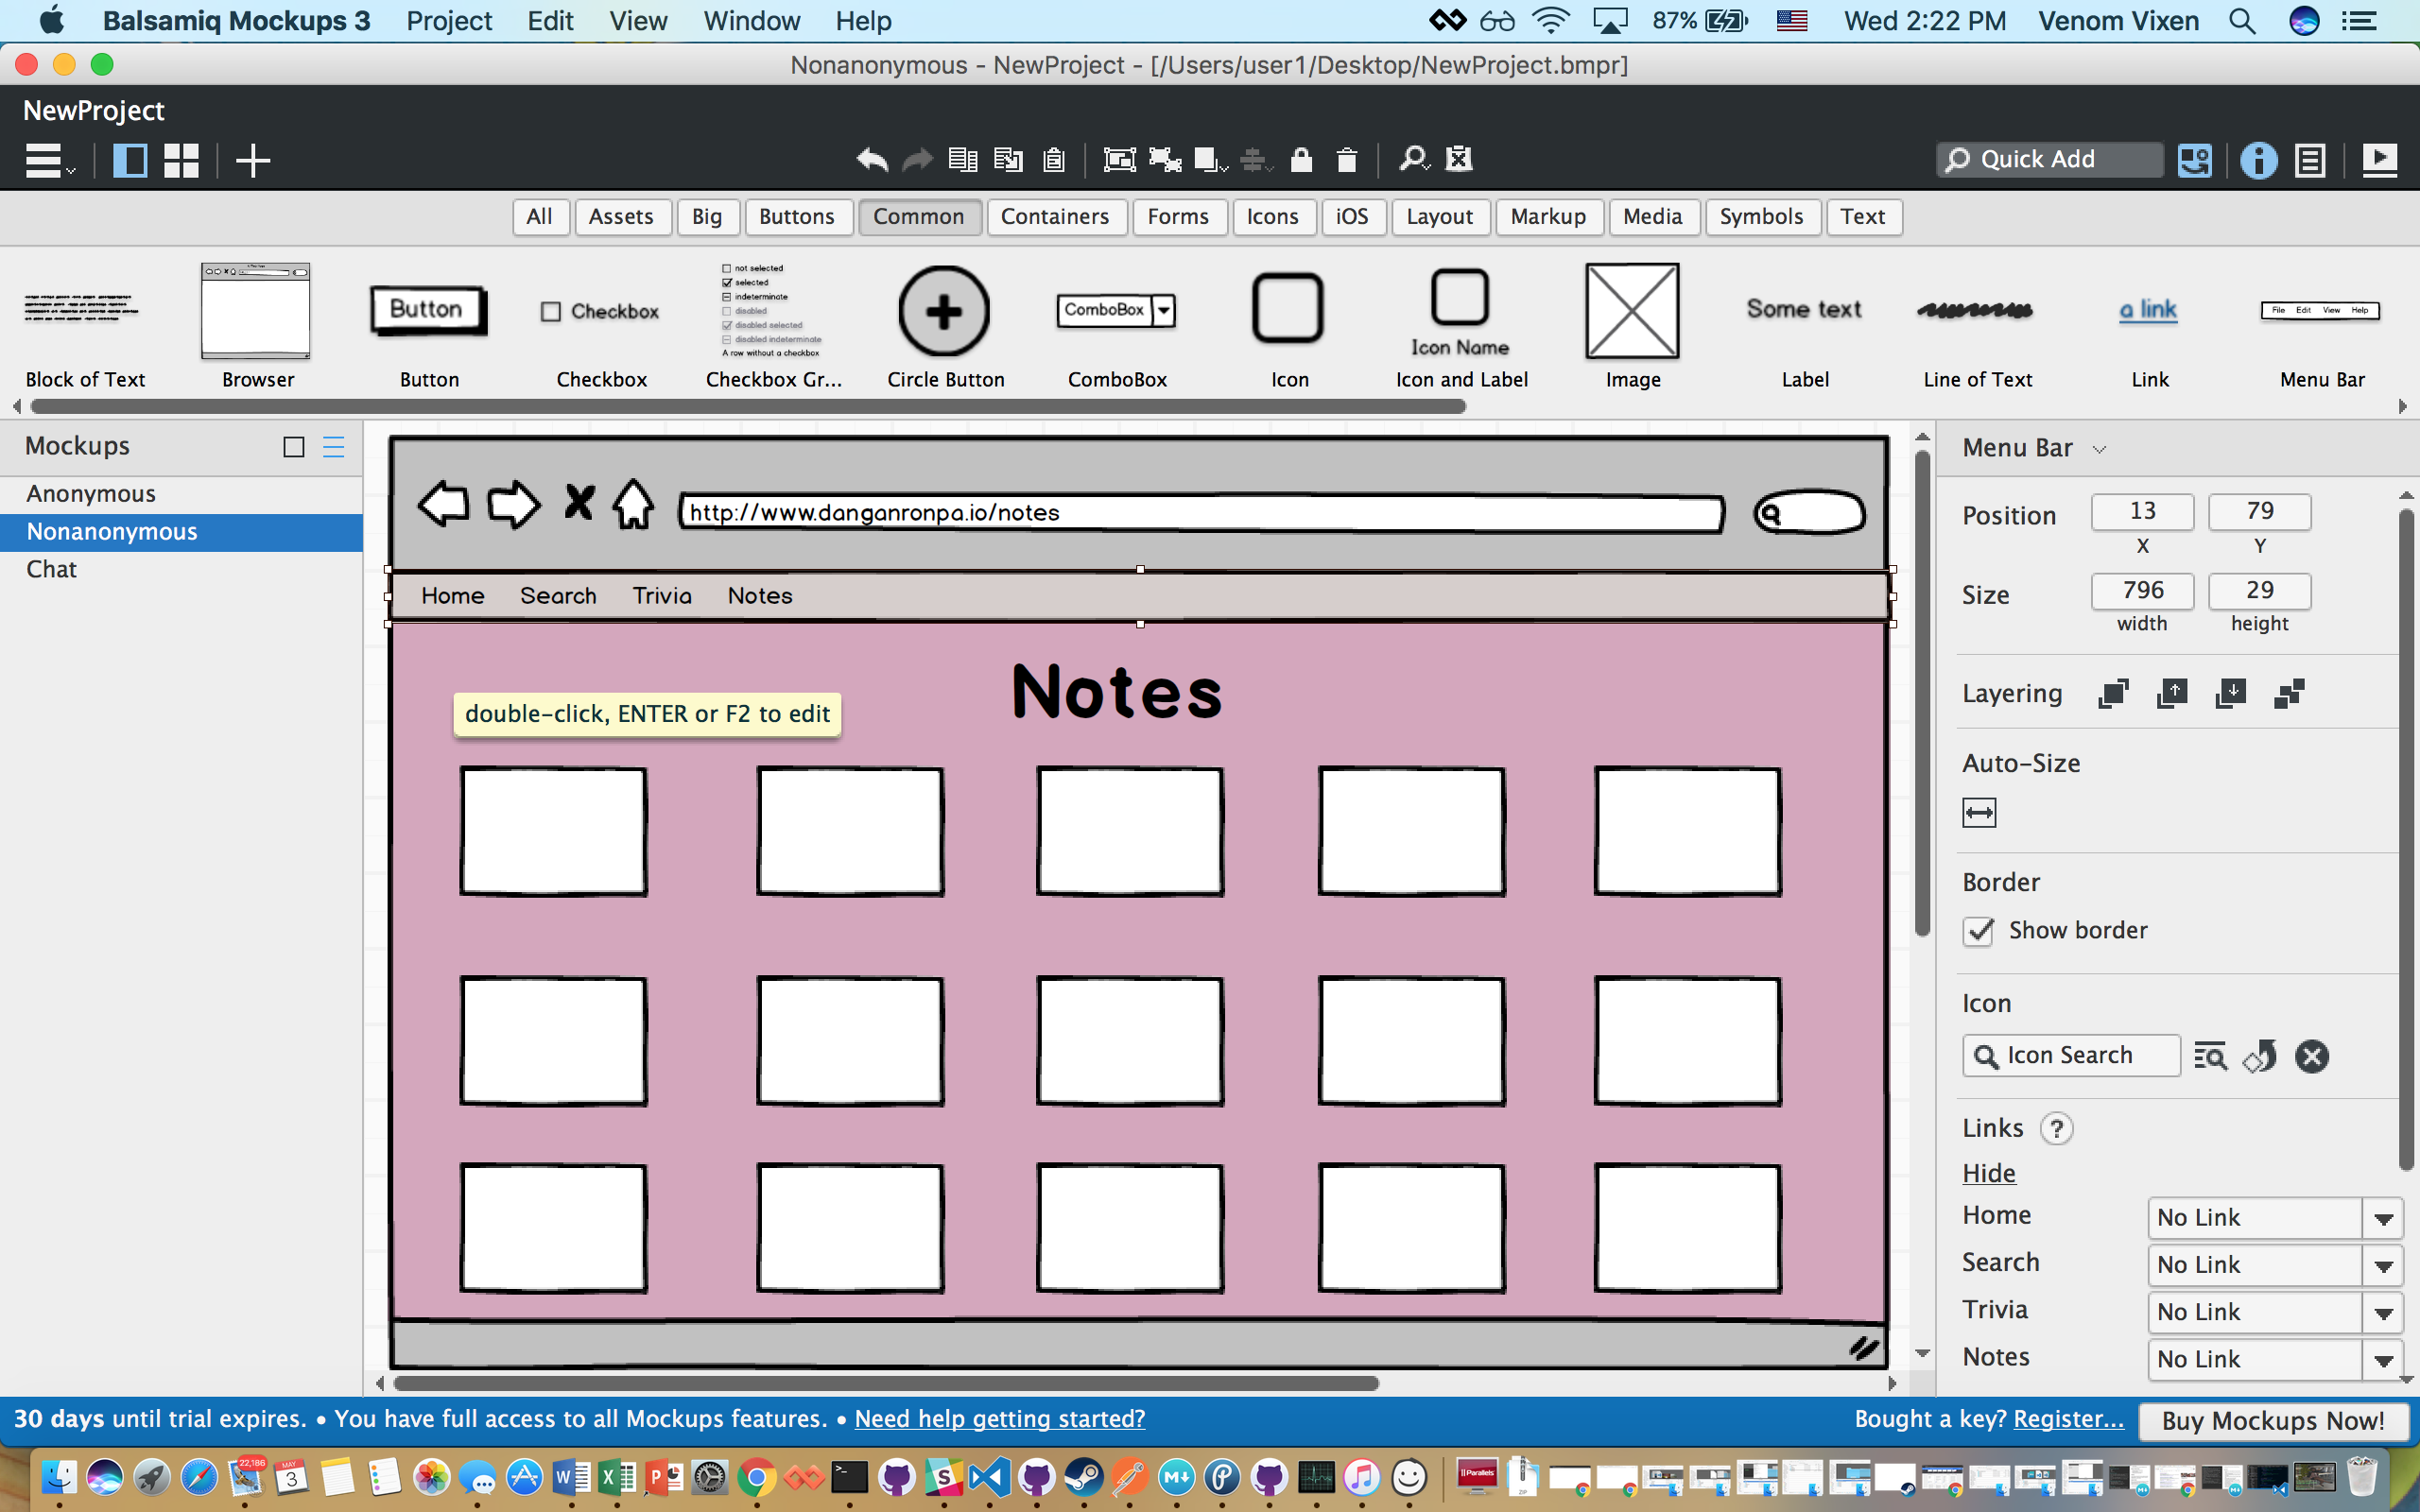 Balsamiq Mockups 3 Project Edit View Window Help 87% Wed 2:22 PM Venom Vixen
Nonanonymous - NewProject - [/Users/user1/Desktop/NewProject.bmpr]
NewProject
Quick Add
All Assets Big Buttons Common Containers Forms Icons iOS Layout Markup Media Symbols Text
not selected
selected
indeterminate
disabled
disabled selected
disabled indeterminate
A row without a checkbox
Button Checkbox ComboBox Icon Name Some text a link File Edit View Help
Block of Text Browser Button Checkbox Checkbox Gr... Circle Button ComboBox Icon Icon and Label Image Label Line of Text Link Menu Bar
Mockups
Anonymous
Nonanonymous
Chat
http://www.danganronpa.io/notes
Home Search Trivia Notes
Notes
double-click, ENTER or F2 to edit
Menu Bar
Position 13 79
X Y
Size 796 29
width height
Layering
Auto-Size
Border
Show border
Icon
Icon Search
Links ?
Hide
Home No Link
Search No Link
Trivia No Link
Notes No Link
30 days until trial expires. • You have full access to all Mockups features. • Need help getting started? Bought a key? Register... Buy Mockups Now!
22,186
MAY
3
Parallels
ZIP